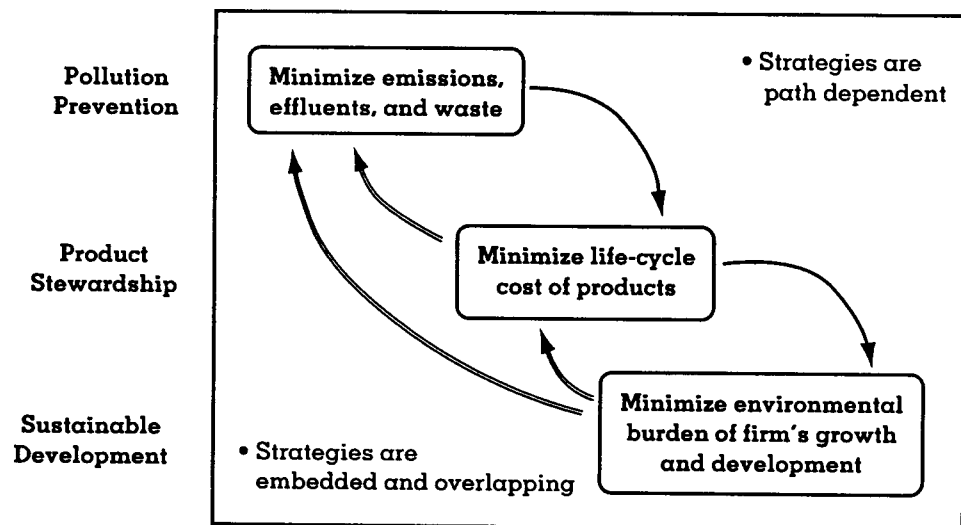 Pollution
Prevention
Minimize emissions,
effluents, and waste
• Strategies are
path dependent
Product
Stewardship
Minimize life-cycle
cost of products
Sustainable
Development
Minimize environmental
burden of firm's growth
and development
• Strategies are
embedded and overlapping